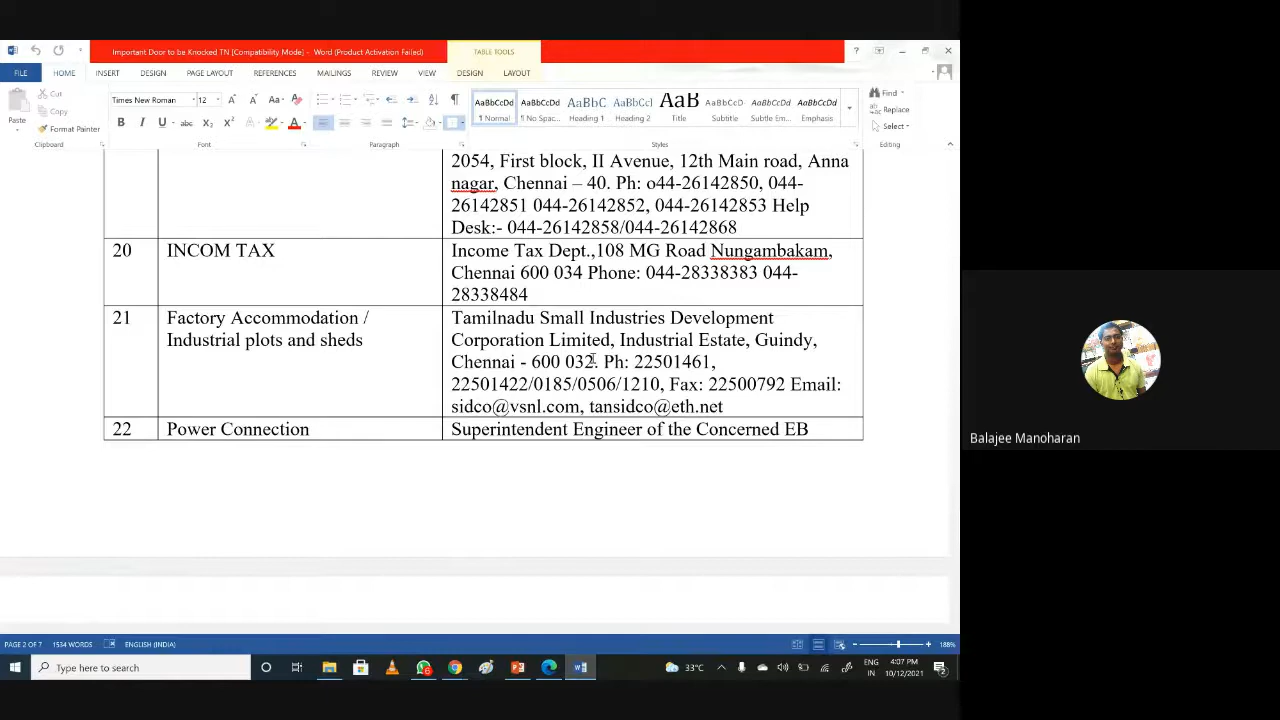 Important Door to be Knocked TN [Compatibility Mode] - Word (Product Activation Failed)
TABLE TOOLS
FILE
HOME
INSERT
DESIGN
PAGE LAYOUT
REFERENCES
MAILINGS
REVIEW
VIEW
DESIGN
LAYOUT
Paste
Cut
Copy
Format Painter
Clipboard
Times New Roman
12
Font
Paragraph
AaBbCcDd
¶ Normal
AaBbCcDd
¶ No Spac...
AaBbC
Heading 1
AaBbCcI
Heading 2
AaB
Title
AaBbCcDd
Subtitle
AaBbCcDd
Subtle Em...
AaBbCcDd
Emphasis
Styles
Find
Replace
Select
Editing
2054, First block, II Avenue, 12th Main road, Anna
nagar, Chennai – 40. Ph: o44-26142850, 044-
26142851 044-26142852, 044-26142853 Help
Desk:- 044-26142858/044-26142868
20
INCOM TAX
Income Tax Dept.,108 MG Road Nungambakam,
Chennai 600 034 Phone: 044-28338383 044-
28338484
21
Factory Accommodation /
Industrial plots and sheds
Tamilnadu Small Industries Development
Corporation Limited, Industrial Estate, Guindy,
Chennai - 600 032. Ph: 22501461,
22501422/0185/0506/1210, Fax: 22500792 Email:
sidco@vsnl.com, tansidco@eth.net
22
Power Connection
Superintendent Engineer of the Concerned EB
Balajee Manoharan
PAGE 2 OF 7
1534 WORDS
ENGLISH (INDIA)
188%
Type here to search
33°C
ENG
IN
4:07 PM
10/12/2021